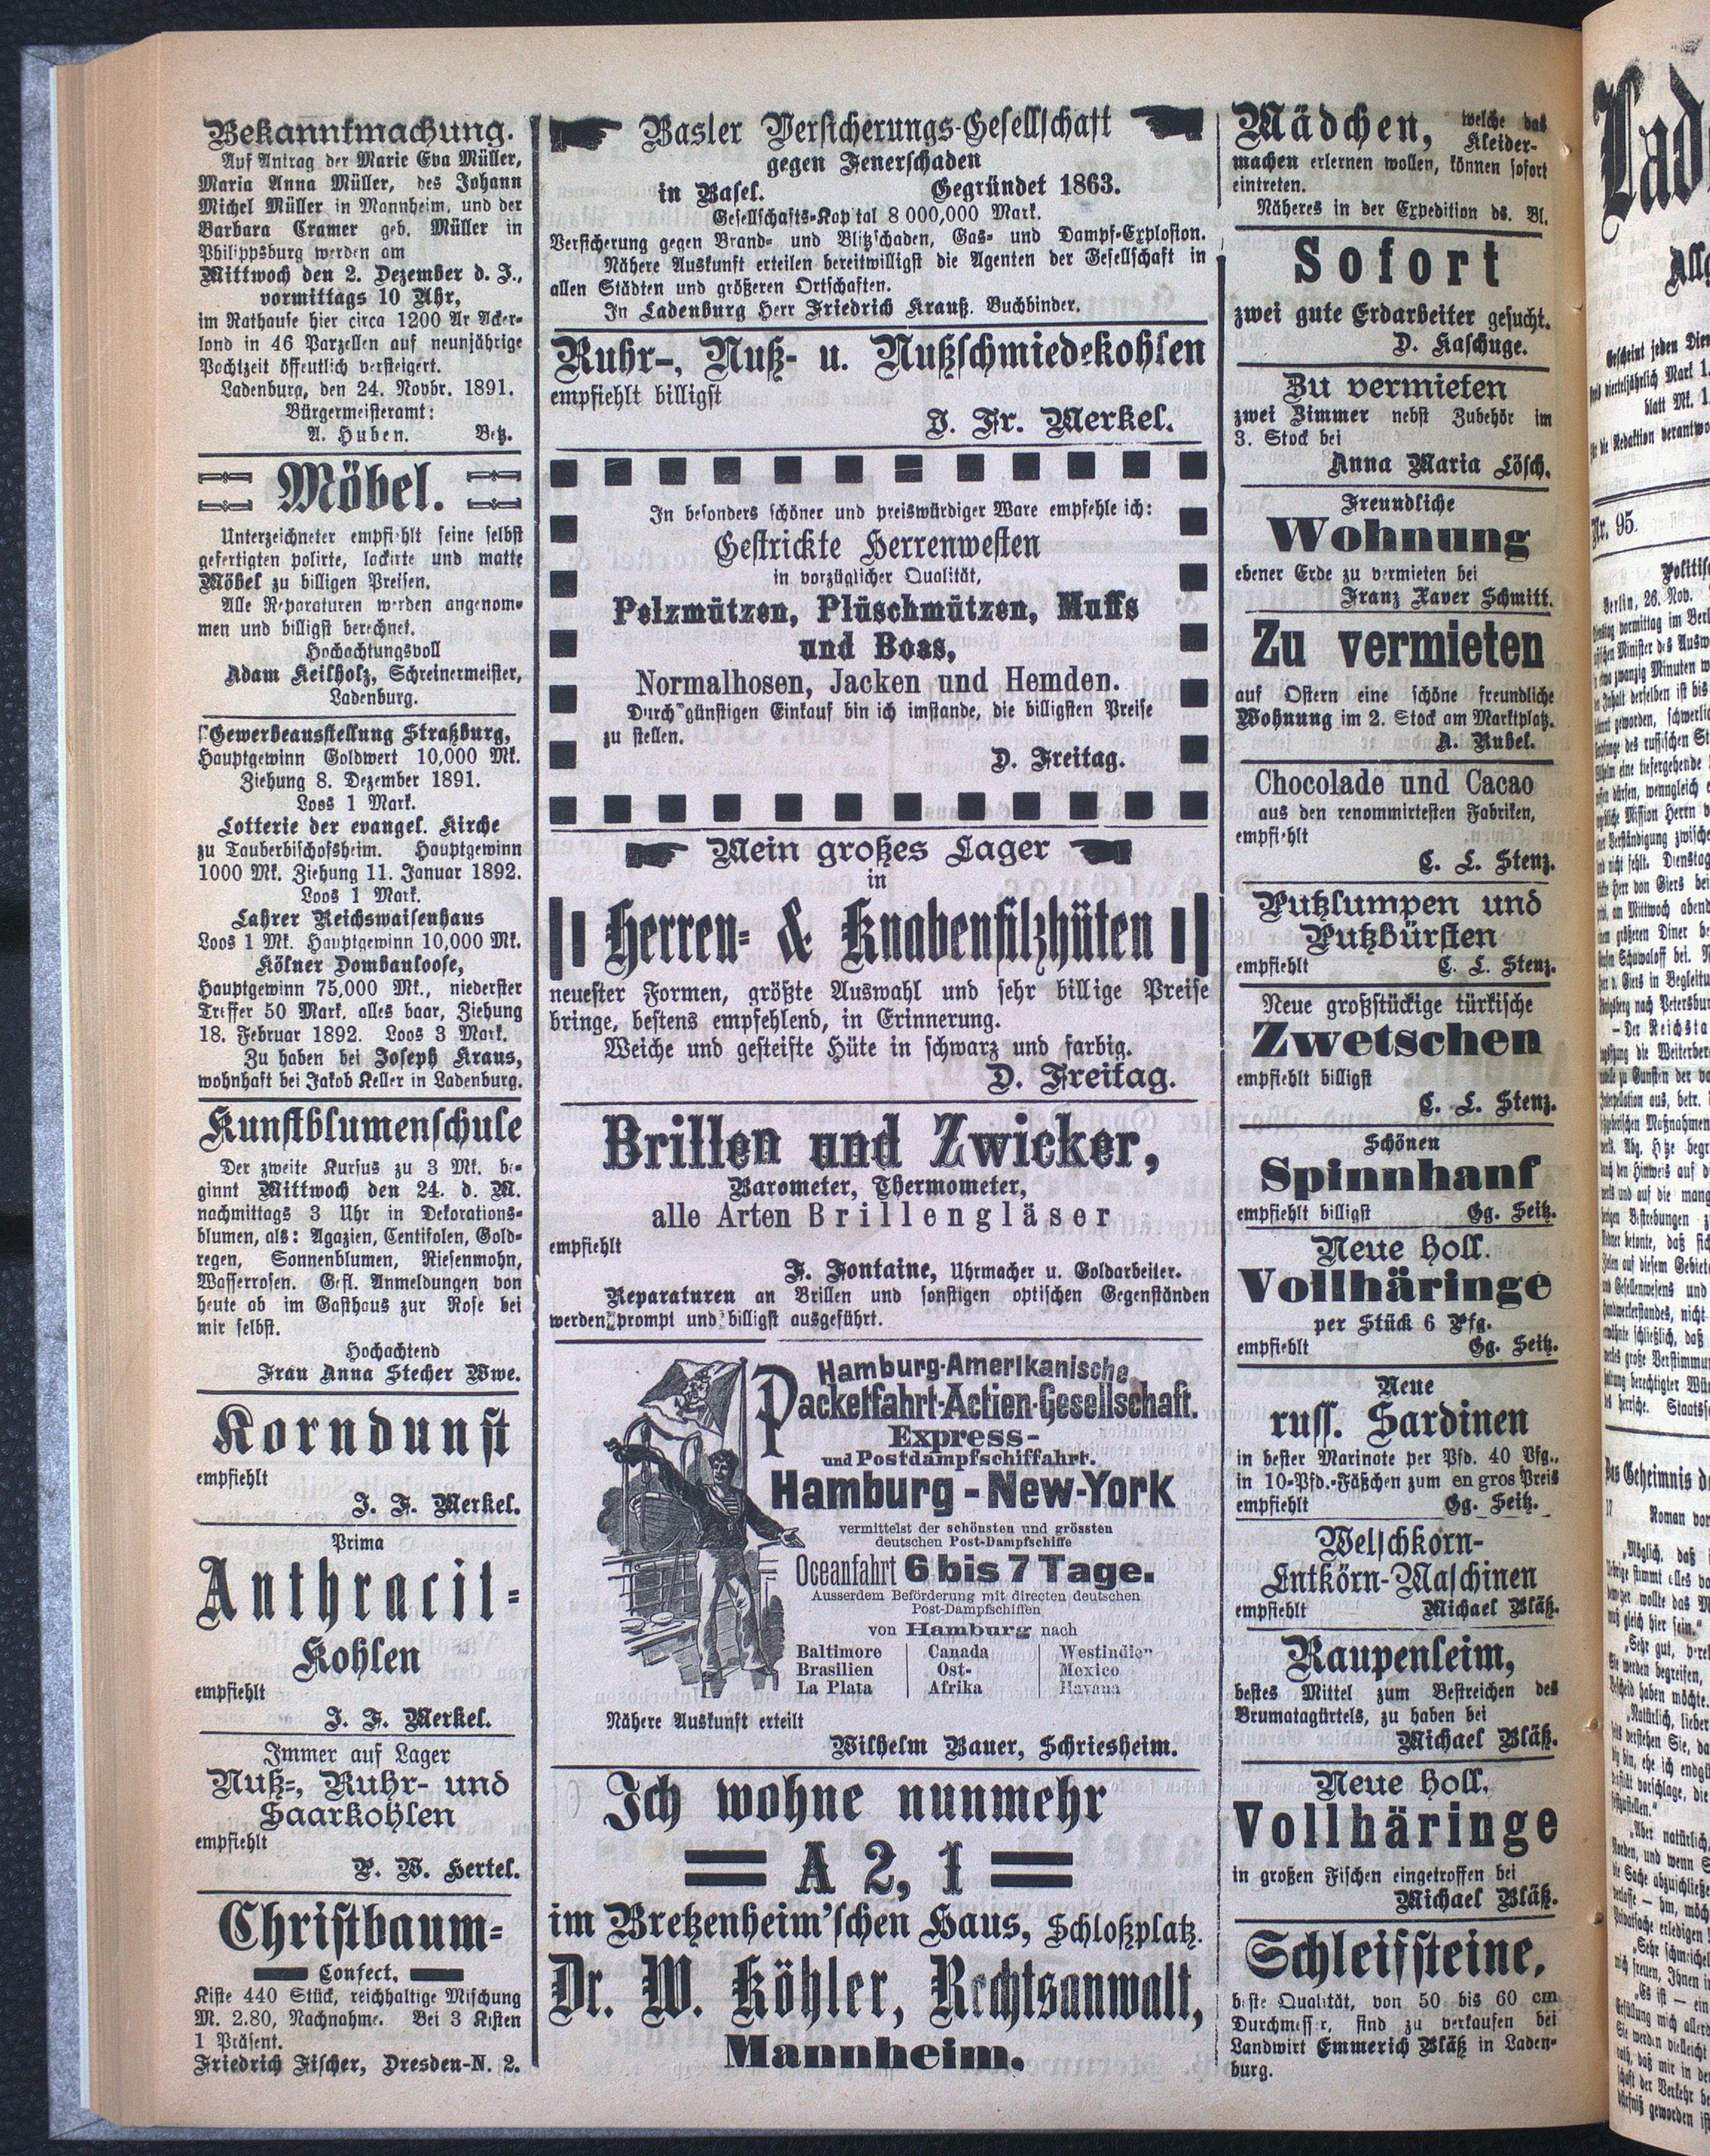 Bekanntmachung.
Auf Antrag der Marie Eva Müller,
Maria Anna Müller, des Johann
Michel Müller in Mannheim, und der
Barbara Cramer geb. Müller in
Philippsburg werden am
Mittwoch den 2. Dezember d. J.,
vormittags 10 Uhr,
im Rathause hier circa 1200 Ar Acker-
lond in 46 Parzellen auf neunjährige
Pachtzeit öffentlich versteigert.
Ladenburg, den 24. Novbr. 1891.
Bürgermeisteramt:
A. Huben. Betz.
Möbel.
Unterzeichneter empfiehlt seine selbst
gefertigten polirte, lackirte und matte
Möbel zu billigen Preisen.
Alle Reparaturen werden angenom-
men und billigst berechnet.
Hochachtungsvoll
Adam Keilholz, Schreinermeister,
Ladenburg.
Gewerbeausstellung Straßburg,
Hauptgewinn Goldwert 10,000 Mk.
Ziehung 8. Dezember 1891.
Loos 1 Mark.
Lotterie der evangel. Kirche
zu Tauberbischofsheim. Hauptgewinn
1000 Mk. Ziehung 11. Januar 1892.
Loos 1 Mark.
Lahrer Reichswaisenhaus
Loos 1 Mk. Hauptgewinn 10,000 Mk.
Kölner Dombauloose,
Hauptgewinn 75,000 Mk., niederster
Treffer 50 Mark. alles baar, Ziehung
18. Februar 1892. Loos 3 Mark.
Zu haben bei Joseph Kraus,
wohnhaft bei Jakob Keller in Ladenburg.
Kunstblumenschule
Der zweite Kursus zu 3 Mk. be-
ginnt Mittwoch den 24. d. M.
nachmittags 3 Uhr in Dekorations-
blumen, als: Agazien, Centifolen, Gold-
regen, Sonnenblumen, Riesenmohn,
Wasserrosen. Gefl. Anmeldungen von
heute ab im Gasthaus zur Rose bei
mir selbst.
Hochachtend
Frau Anna Stecher Wwe.
Korndunst
empfiehlt
J. F. Merkel.
Prima
Anthracit-
Kohlen
empfiehlt
J. F. Merkel.
Immer auf Lager
Nuß-, Ruhr- und
Saarkohlen
empfiehlt
P. W. Hertel.
Christbaum-
Confect.
Kiste 440 Stück, reichhaltige Mischung
M. 2.80, Nachnahme. Bei 3 Kisten
1 Präsent.
Friedrich Fischer, Dresden-N. 2.
Basler Versicherungs-Gesellschaft
gegen Feuerschaden
in Basel. Gegründet 1863.
Gesellschafts-Kapital 8 000,000 Mark.
Versicherung gegen Brand- und Blitzschaden, Gas- und Dampf-Explosion.
Nähere Auskunft erteilen bereitwilligst die Agenten der Gesellschaft in
allen Städten und größeren Ortschaften.
In Ladenburg Herr Friedrich Krauß. Buchbinder.
Ruhr-, Nuß- u. Nußschmiedekohlen
empfiehlt billigst
J. Fr. Merkel.
In besonders schöner und preiswürdiger Ware empfehle ich:
Gestrickte Herrenwesten
in vorzüglicher Qualität,
Pelzmützen, Plüschmützen, Muffs
und Boas,
Normalhosen, Jacken und Hemden.
Durch günstigen Einkauf bin ich imstande, die billigsten Preise
zu stellen.
D. Freitag.
Mein großes Lager
in
Herren- & Knabenfilzhüten
neuester Formen, größte Auswahl und sehr billige Preise
bringe, bestens empfehlend, in Erinnerung.
Weiche und gesteifte Hüte in schwarz und farbig.
D. Freitag.
Brillen und Zwicker,
Barometer, Thermometer,
alle Arten Brillengläser
empfiehlt
F. Fontaine, Uhrmacher u. Goldarbeiter.
Reparaturen an Brillen und sonstigen optischen Gegenständen
werden prompt und billigst ausgeführt.
Hamburg-Amerikanische
Packetfahrt-Actien-Gesellschaft.
Express-
und Postdampfschiffahrt.
Hamburg - New-York
vermittelst der schönsten und grössten
deutschen Post-Dampfschiffe
Oceanfahrt 6 bis 7 Tage.
Ausserdem Beförderung mit directen deutschen
Post-Dampfschiffen
von Hamburg nach
Baltimore Canada Westindien
Brasilien Ost- Mexico
La Plata Afrika Havana
Nähere Auskunft erteilt
Wilhelm Bauer, Schriesheim.
Ich wohne nunmehr
A 2, 1
im Bretzenheim'schen Haus, Schloßplatz.
Dr. W. Köhler, Rechtsanwalt,
Mannheim.
Mädchen, welche das
Kleider-
machen erlernen wollen, können sofort
eintreten.
Näheres in der Expedition ds. Bl.
Sofort
zwei gute Erdarbeiter gesucht.
D. Kaschuge.
Zu vermieten
zwei Zimmer nebst Zubehör im
3. Stock bei
Anna Maria Lösch.
Freundliche
Wohnung
ebener Erde zu vermieten bei
Franz Xaver Schmitt.
Zu vermieten
auf Ostern eine schöne freundliche
Wohnung im 2. Stock am Marktplatz.
A. Rubel.
Chocolade und Cacao
aus den renommirtesten Fabriken,
empfiehlt
C. L. Stenz.
Putzlumpen und
Putzbürsten
empfiehlt C. L. Stenz.
Neue großstückige türkische
Zwetschen
empfiehlt billigst
C. L. Stenz.
Schönen
Spinnhanf
empfiehlt billigst Gg. Seitz.
Neue holl.
Vollhäringe
per Stück 6 Pfg.
empfiehlt Gg. Seitz.
Neue
russ. Sardinen
in bester Marinate per Pfd. 40 Pfg.,
in 10-Pfd.-Fäßchen zum en gros Preis
empfiehlt Gg. Seitz.
Welschkorn-
Entkörn-Maschinen
empfiehlt Michael Bläß.
Raupenleim,
bestes Mittel zum Bestreichen des
Brumatagürtels, zu haben bei
Michael Bläß.
Neue holl.
Vollhäringe
in großen Fischen eingetroffen bei
Michael Bläß.
Schleifsteine,
beste Qualität, von 50 bis 60 cm
Durchmesser, sind zu verkaufen bei
Landwirt Emmerich Bläß in Laden-
burg.
Lad
Nr. 95.
Berlin, 26. Nov.
Das Geheimnis
Roman von